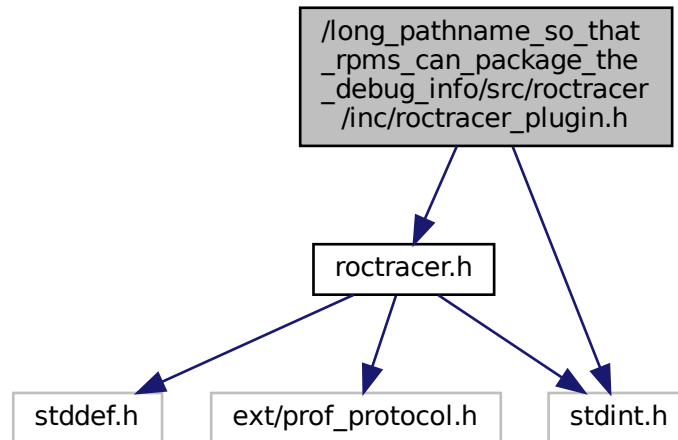 /long_pathname_so_that
_rpms_can_package_the
_debug_info/src/roctracer
/inc/roctracer_plugin.h
roctracer.h
stddef.h
ext/prof_protocol.h
stdint.h